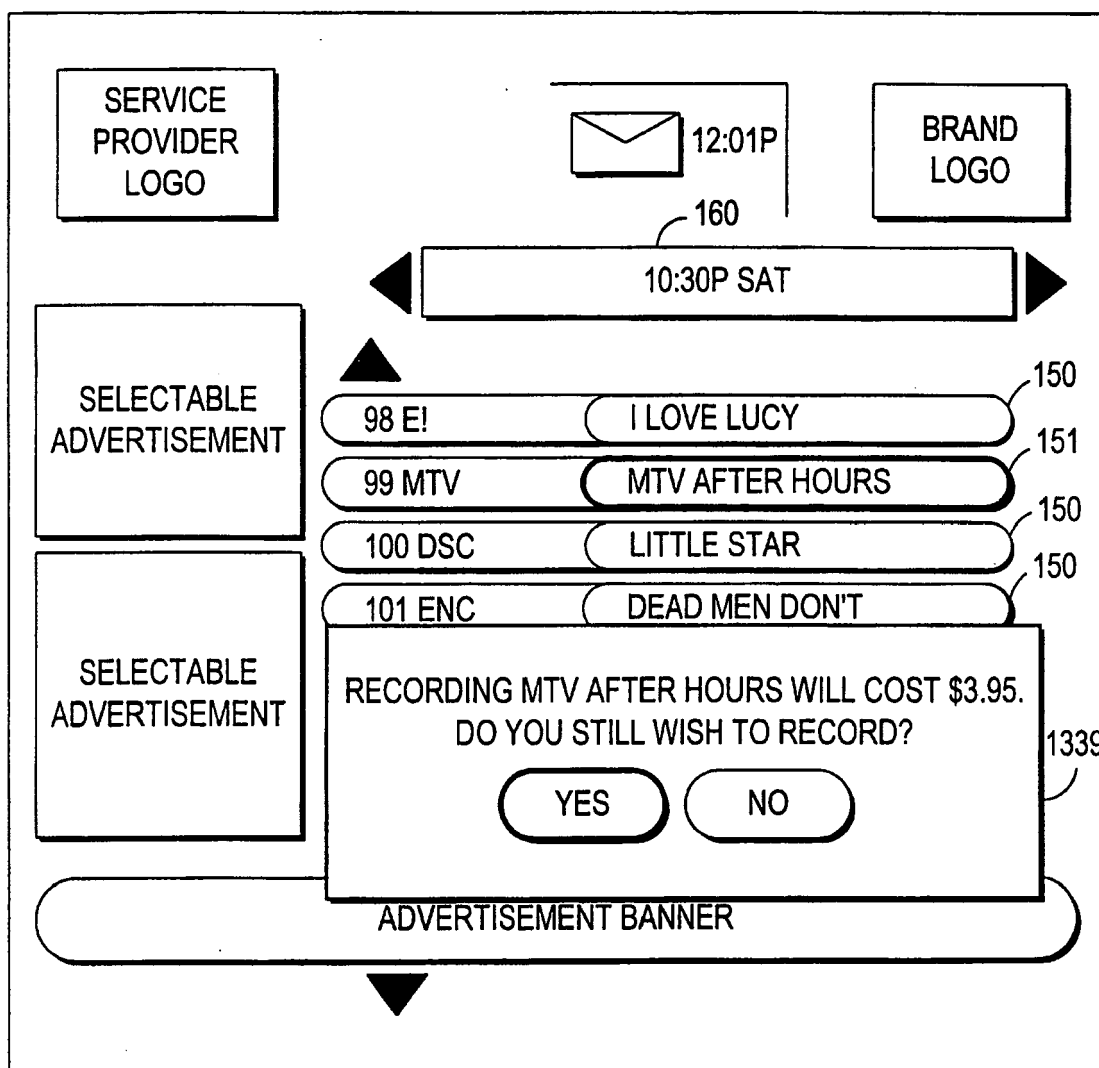 SERVICE
PROVIDER
LOGO
12:01P
BRAND
LOGO
160
10:30P SAT
SELECTABLE
ADVERTISEMENT
98 E! I LOVE LUCY 150
99 MTV MTV AFTER HOURS 151
100 DSC LITTLE STAR 150
101 ENC DEAD MEN DON'T 150
SELECTABLE
ADVERTISEMENT
RECORDING MTV AFTER HOURS WILL COST $3.95.
DO YOU STILL WISH TO RECORD?
YES NO
1339
ADVERTISEMENT BANNER